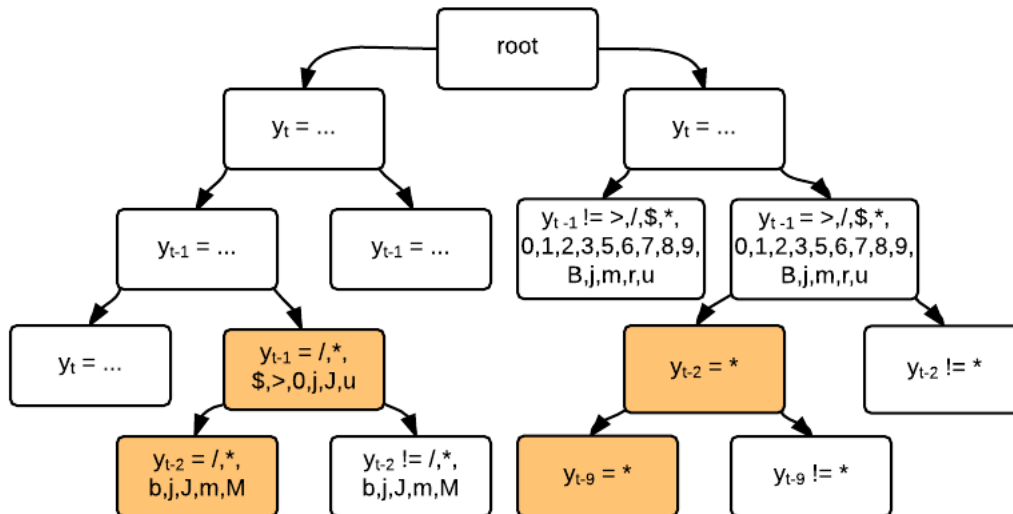 root
yₜ = ...
yₜ = ...
yₜ₋₁ = ...
yₜ₋₁ = ...
yₜ₋₁ != >,/,$,*,
0,1,2,3,5,6,7,8,9,
B,j,m,r,u
yₜ₋₁ = >,/,$,*,
0,1,2,3,5,6,7,8,9,
B,j,m,r,u
yₜ = ...
yₜ₋₁ = /,*,
$,>,0,j,J,u
yₜ₋₂ = *
yₜ₋₂ != *
yₜ₋₂ = /,*,
b,j,J,m,M
yₜ₋₂ != /,*,
b,j,J,m,M
yₜ₋₉ = *
yₜ₋₉ != *